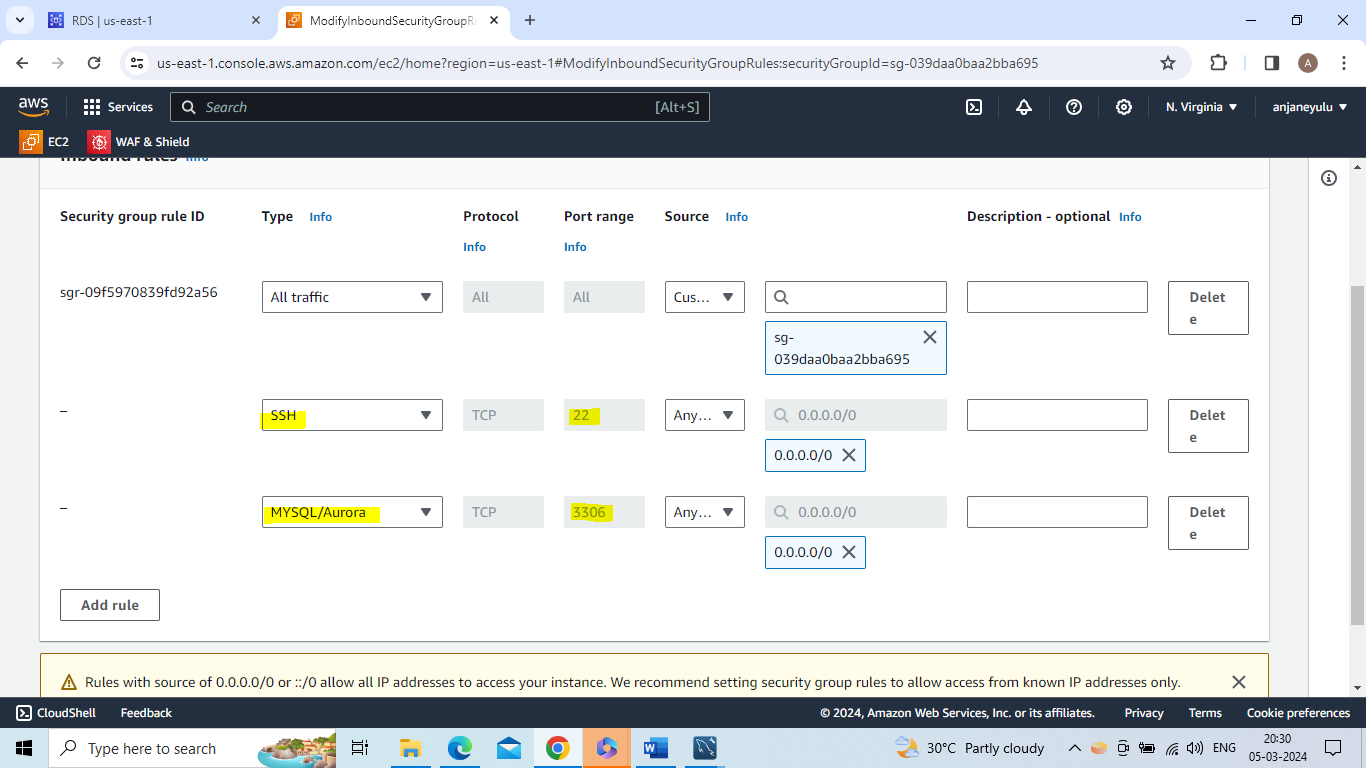 RDS | us-east-1
ModifyInboundSecurityGroupRu
us-east-1.console.aws.amazon.com/ec2/home?region=us-east-1#ModifyInboundSecurityGroupRules:securityGroupId=sg-039daa0baa2bba695
A
aws
Services
Search
[Alt+S]
N. Virginia
anjaneyulu
EC2
WAF & Shield
Inbound rules Info
Security group rule ID
Type Info
Protocol
Info
Port range
Info
Source Info
Description - optional Info
sgr-09f5970839fd92a56
All traffic
All
All
Cus...
sg-
039daa0baa2bba695
Delet
e
–
SSH
TCP
22
Any...
0.0.0.0/0
0.0.0.0/0
Delet
e
–
MYSQL/Aurora
TCP
3306
Any...
0.0.0.0/0
0.0.0.0/0
Delet
e
Add rule
Rules with source of 0.0.0.0/0 or ::/0 allow all IP addresses to access your instance. We recommend setting security group rules to allow access from known IP addresses only.
CloudShell
Feedback
© 2024, Amazon Web Services, Inc. or its affiliates.
Privacy
Terms
Cookie preferences
Type here to search
30°C Partly cloudy
ENG
20:30
05-03-2024